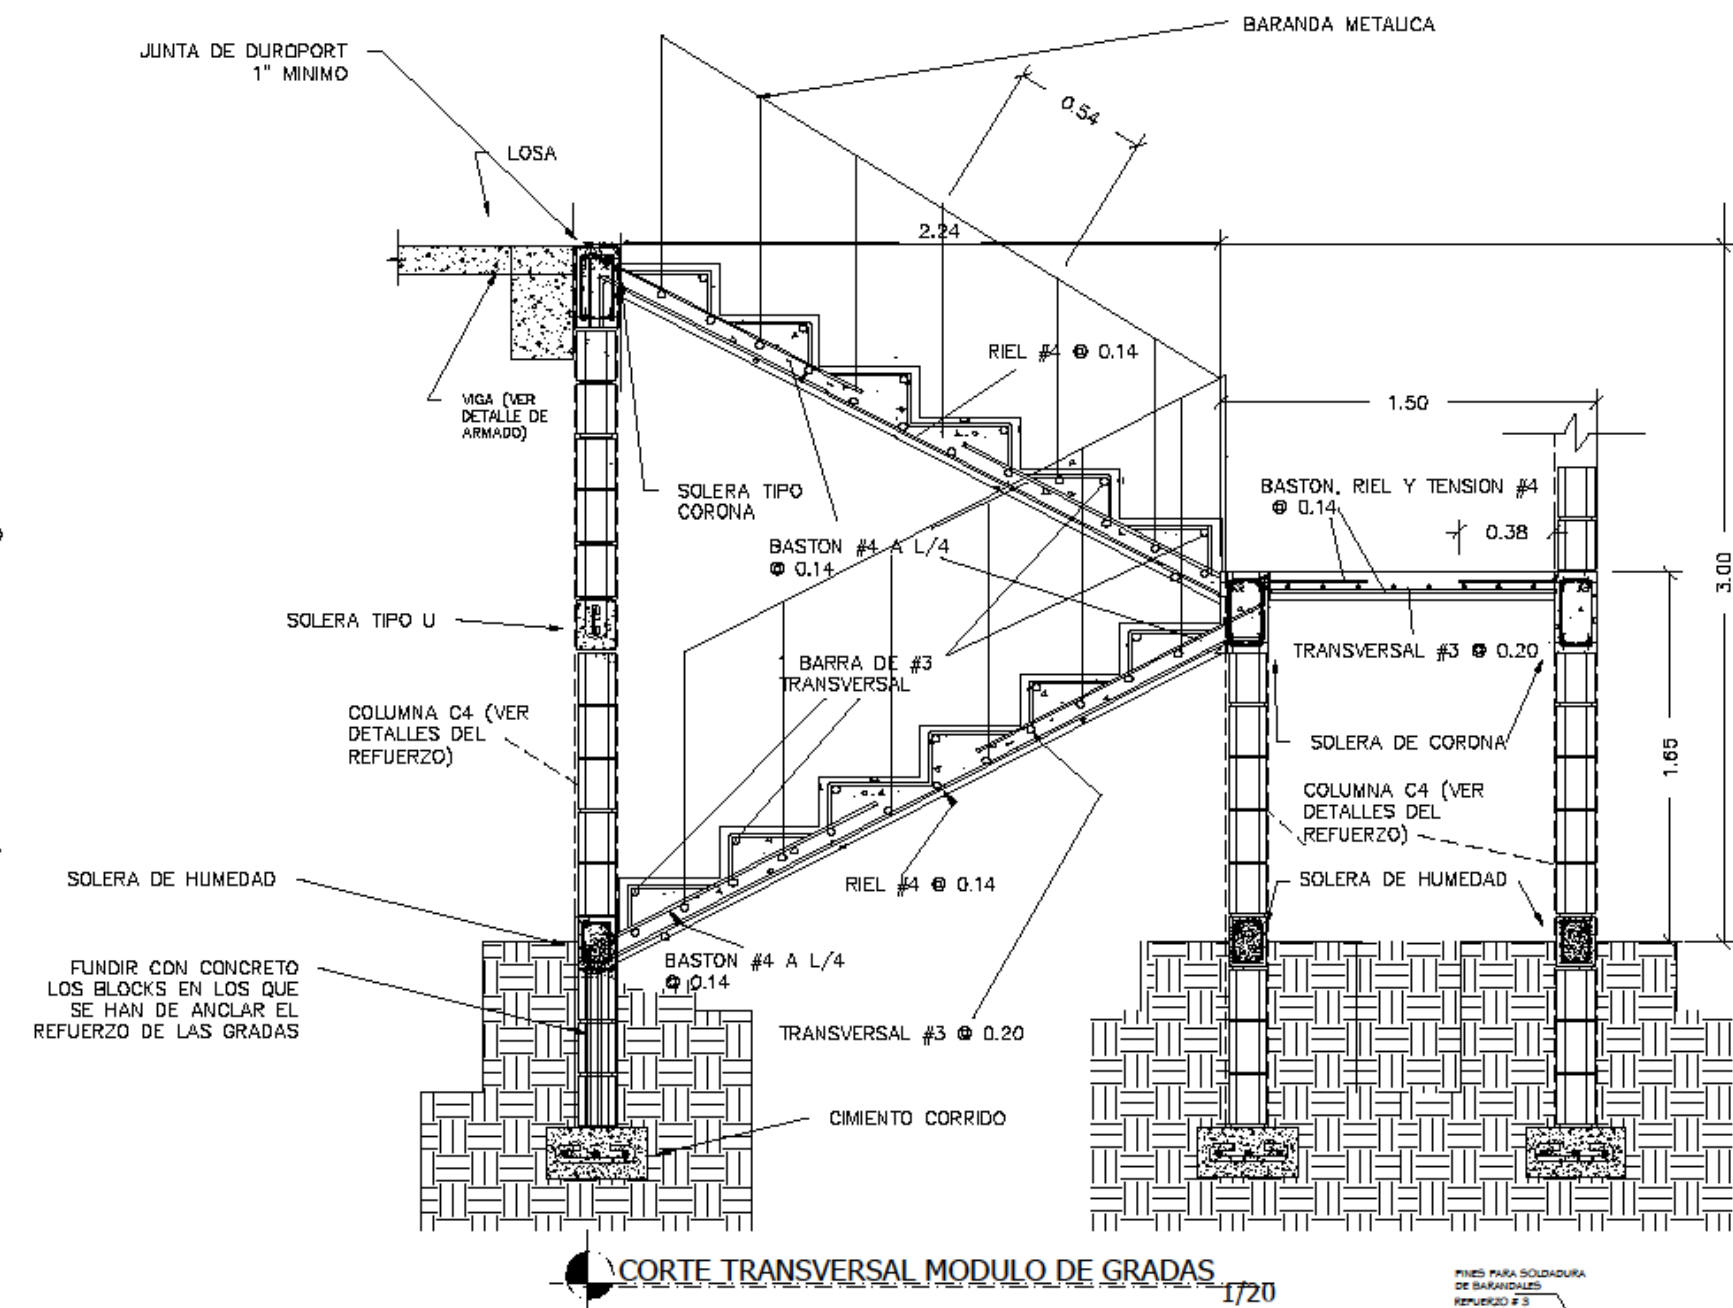 BARANDA METALICA
JUNTA DE DUROPORT
1" MINIMO
0.54
LOSA
2.24
RIEL #4 @ 0.14
1.50
VIGA (VER
DETALLE DE
ARMADO)
SOLERA TIPO
CORONA
BASTON, RIEL Y TENSION #4
@ 0.14
0.38
BASTON #4 A L/4
@ 0.14
3.00
SOLERA TIPO U
TRANSVERSAL #3 @ 0.20
BARRA DE #3
TRANSVERSAL
COLUMNA C4 (VER
DETALLES DEL
REFUERZO)
SOLERA DE CORONA
1.65
COLUMNA C4 (VER
DETALLES DEL
REFUERZO)
SOLERA DE HUMEDAD
RIEL #4 @ 0.14
SOLERA DE HUMEDAD
FUNDIR CON CONCRETO
LOS BLOCKS EN LOS QUE
SE HAN DE ANCLAR EL
REFUERZO DE LAS GRADAS
BASTON #4 A L/4
@ 0.14
TRANSVERSAL #3 @ 0.20
CIMIENTO CORRIDO
CORTE TRANSVERSAL MODULO DE GRADAS
1/20
PINES PARA SOLDADURA
DE BARANDALES
REFUERZO # 3